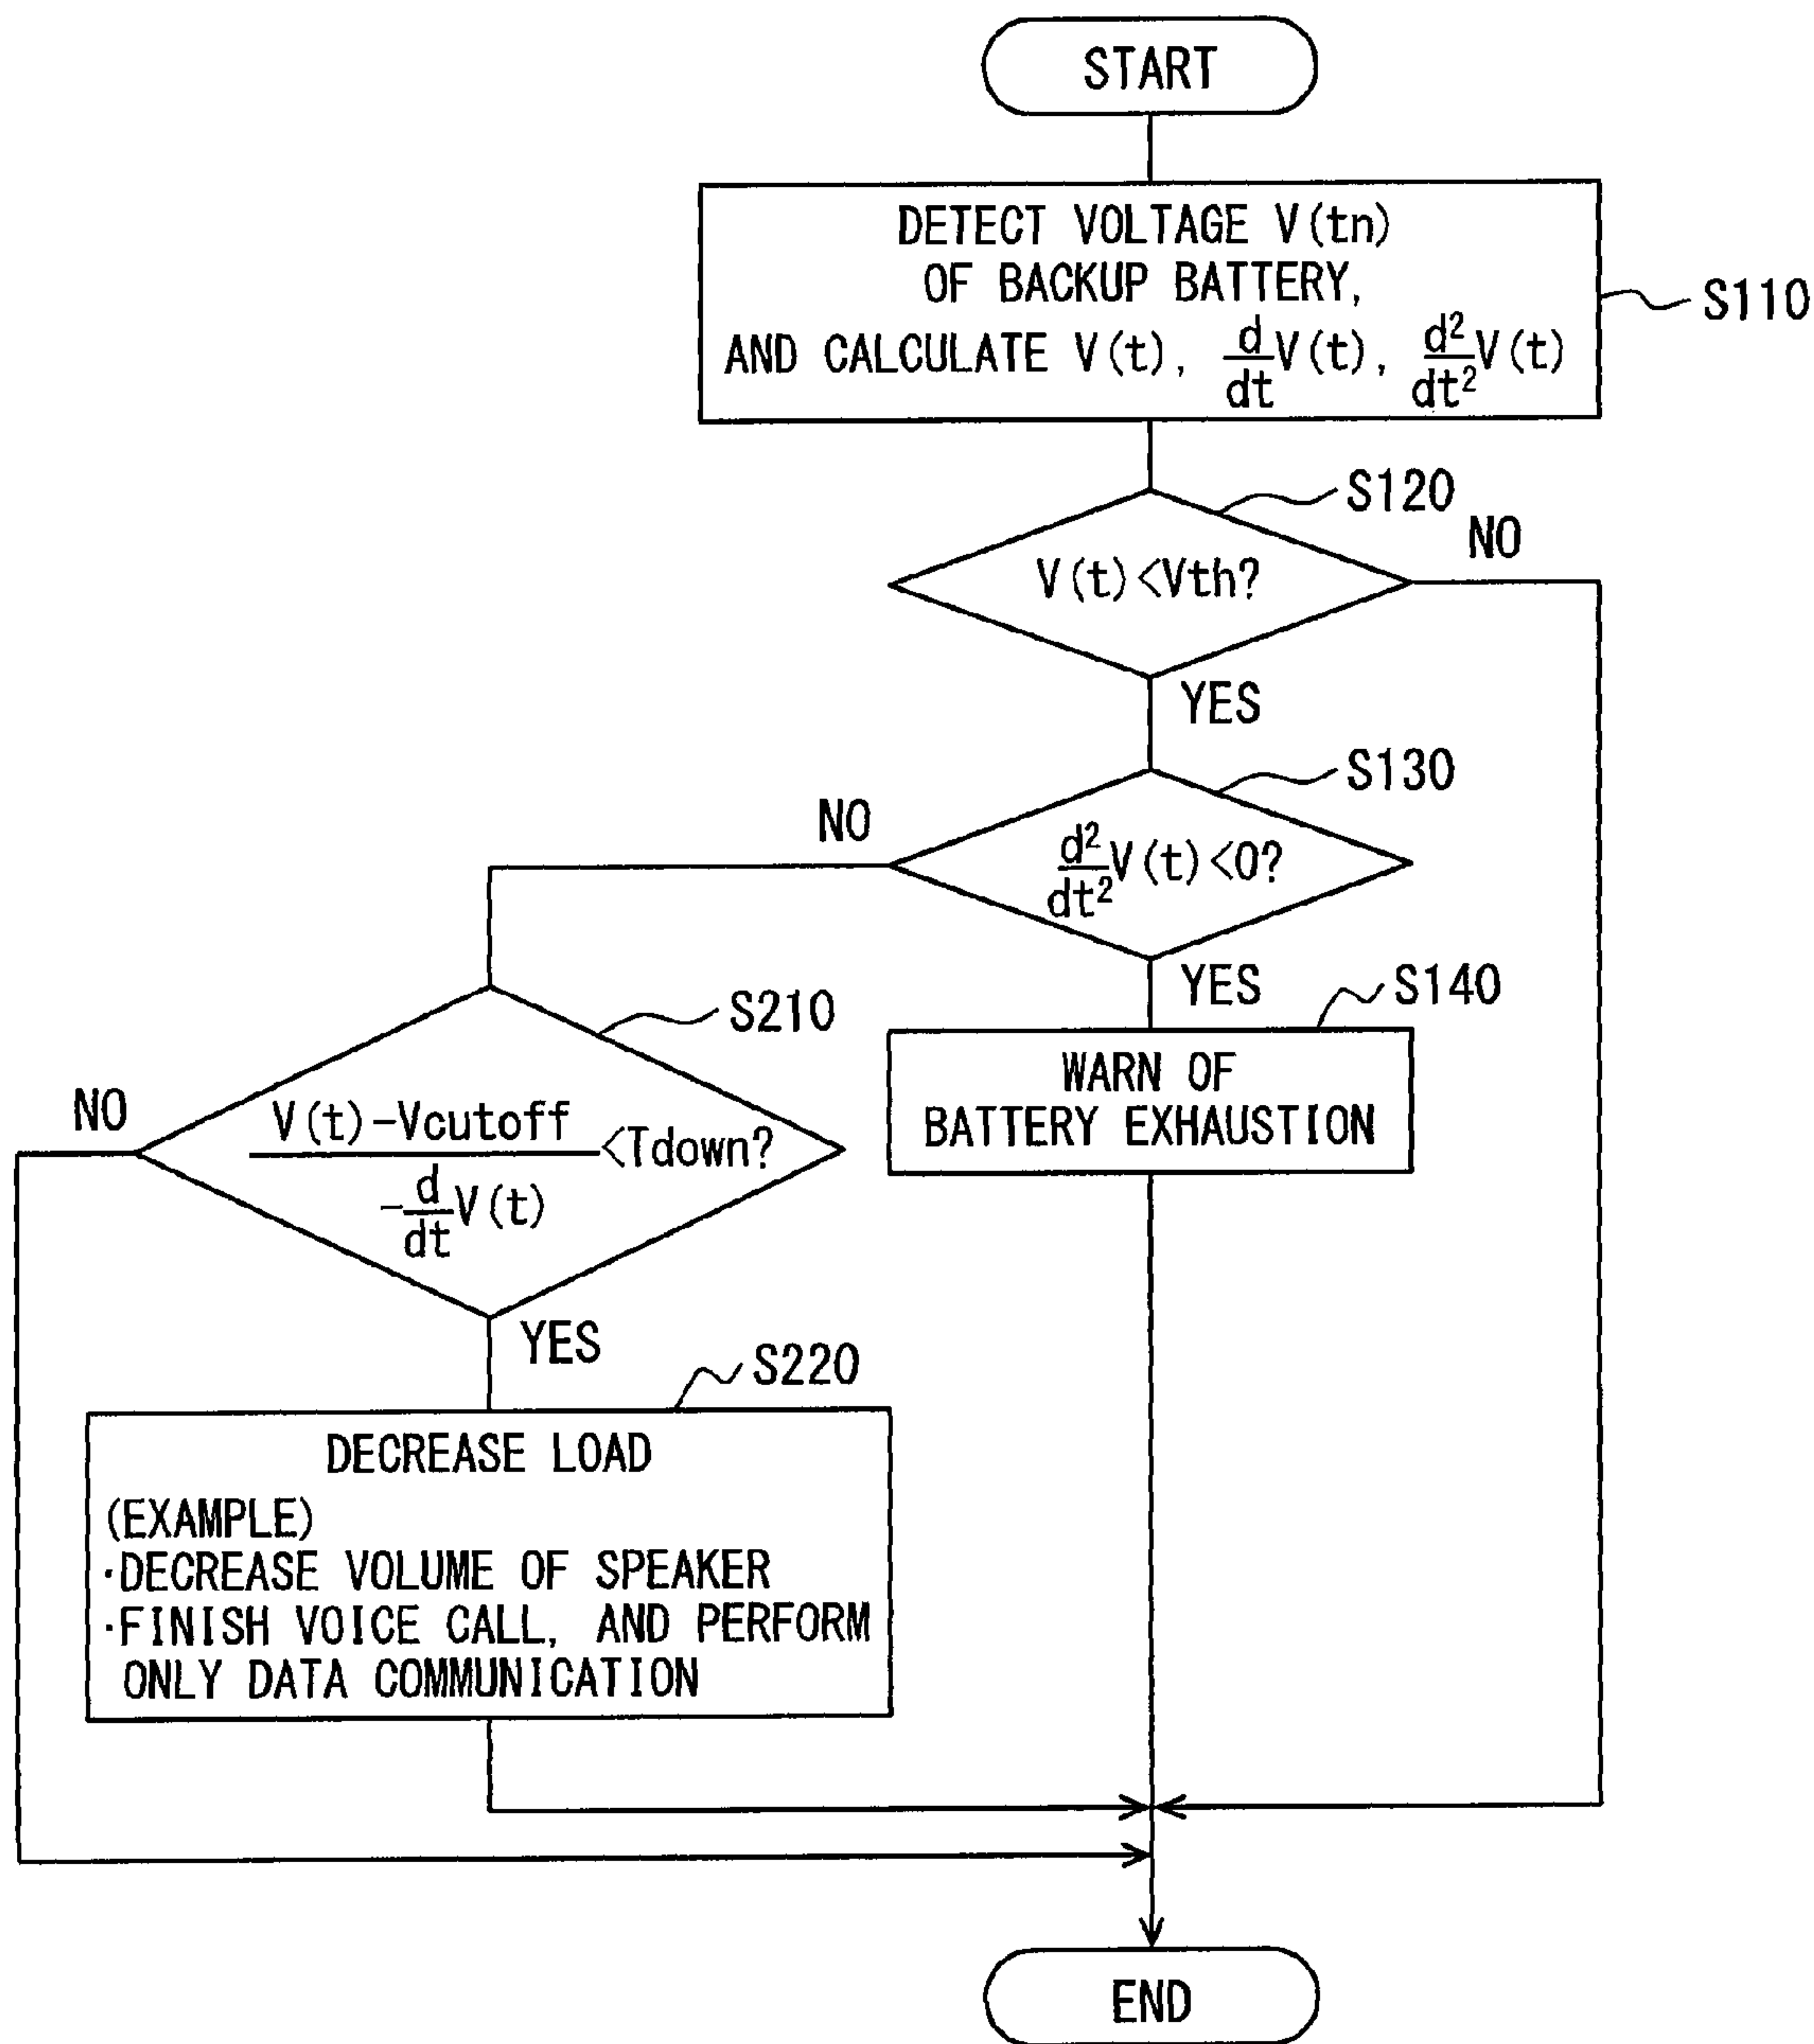 START
DETECT VOLTAGE V(tn)
OF BACKUP BATTERY,
AND CALCULATE V(t), d/dt V(t), d²/dt² V(t)
S110
S120
NO
V(t)<Vth?
YES
S130
NO
d²/dt² V(t)<0?
YES
S140
WARN OF
BATTERY EXHAUSTION
S210
NO
V(t)-Vcutoff / -d/dt V(t) <Tdown?
YES
S220
DECREASE LOAD
(EXAMPLE)
·DECREASE VOLUME OF SPEAKER
·FINISH VOICE CALL, AND PERFORM
ONLY DATA COMMUNICATION
END